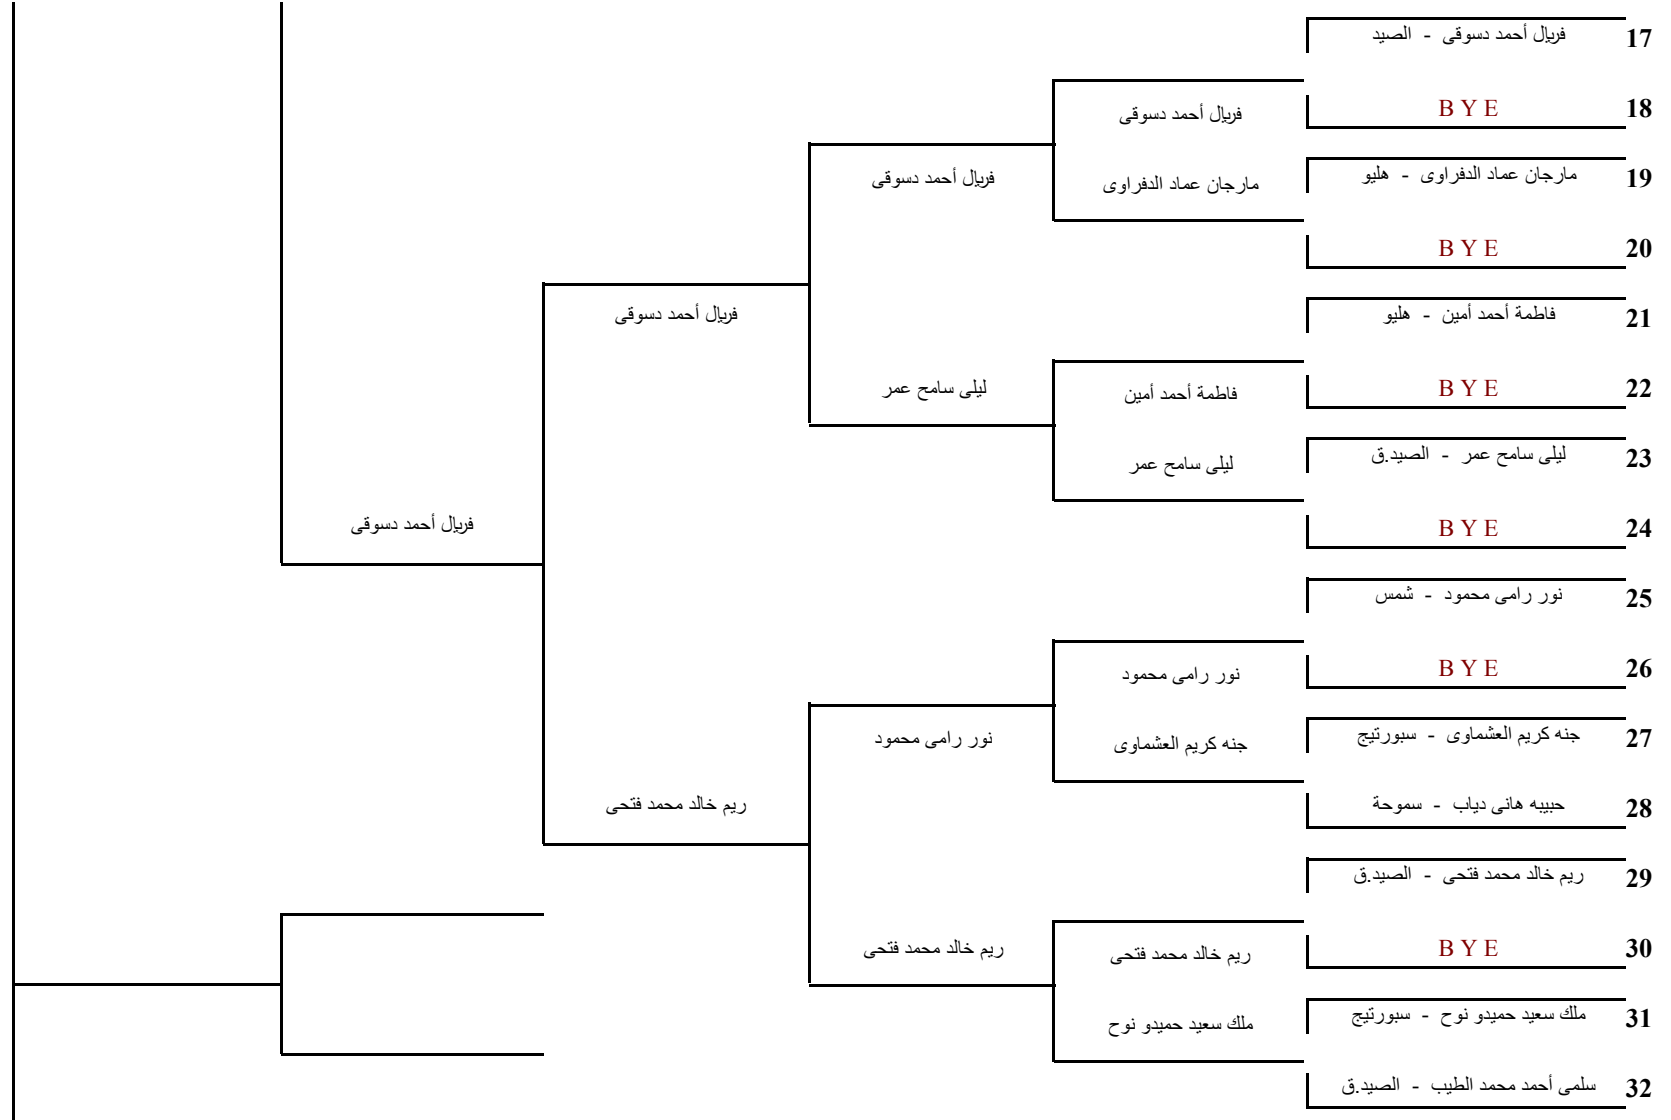 فريال أحمد دسوقى - الصيد 17
B Y E 18
فريال أحمد دسوقى
مارجان عماد الدفراوى - هليو 19
مارجان عماد الدفراوى
فريال أحمد دسوقى
B Y E 20
فاطمة أحمد أمين - هليو 21
فريال أحمد دسوقى
B Y E 22
فاطمة أحمد أمين
ليلى سامح عمر
ليلى سامح عمر - الصيد.ق 23
ليلى سامح عمر
B Y E 24
فريال أحمد دسوقى
نور رامى محمود - شمس 25
B Y E 26
نور رامى محمود
جنه كريم العشماوى - سبورتيج 27
جنه كريم العشماوى
نور رامى محمود
حبيبه هانى دياب - سموحة 28
ريم خالد محمد فتحى
ريم خالد محمد فتحى - الصيد.ق 29
B Y E 30
ريم خالد محمد فتحى
ريم خالد محمد فتحى
ملك سعيد حميدو نوح - سبورتيج 31
ملك سعيد حميدو نوح
سلمى أحمد محمد الطيب - الصيد.ق 32